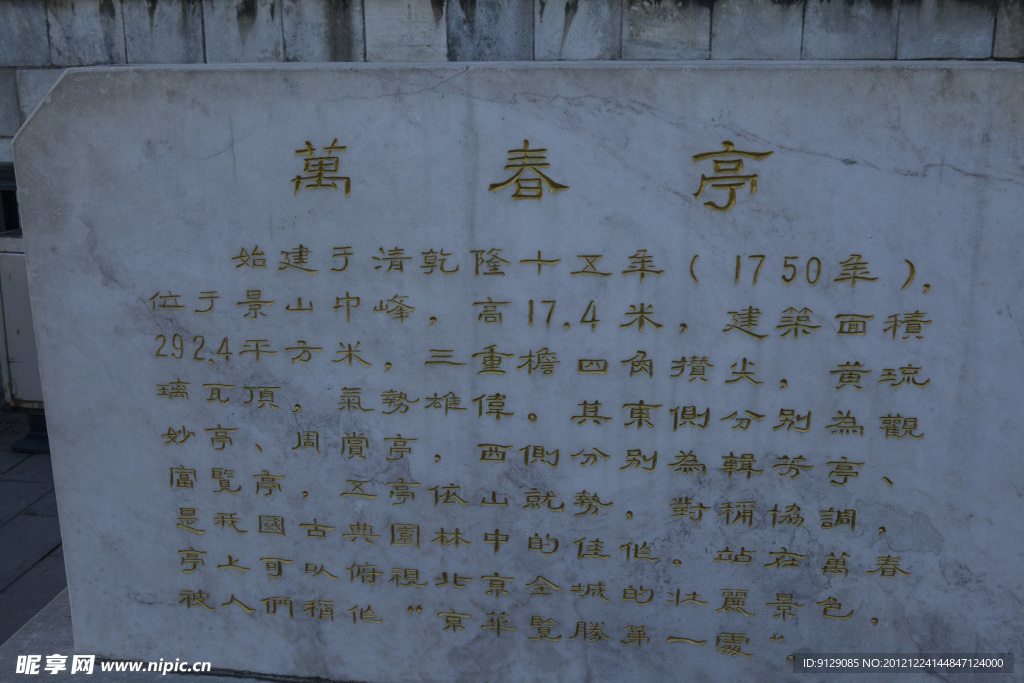 萬春亭
始建于清乾隆十五年(1750年),
位于景山中峰,高17.4米,建築面積
292.4平方米,三重檐四角攢尖,黃琉
璃瓦頂,氣勢雄偉。其東側分別為觀
妙亭、周賞亭,西側分別為輯芳亭、
富覽亭,五亭依山就勢,對稱協調,
是我國古典園林中的佳作。站在萬春
亭上可以俯視北京全城的壯麗景色,
被人們稱作“京華覽勝第一處”。
昵享网 www.nipic.cn
ID:9129085 NO:20121224144847124000